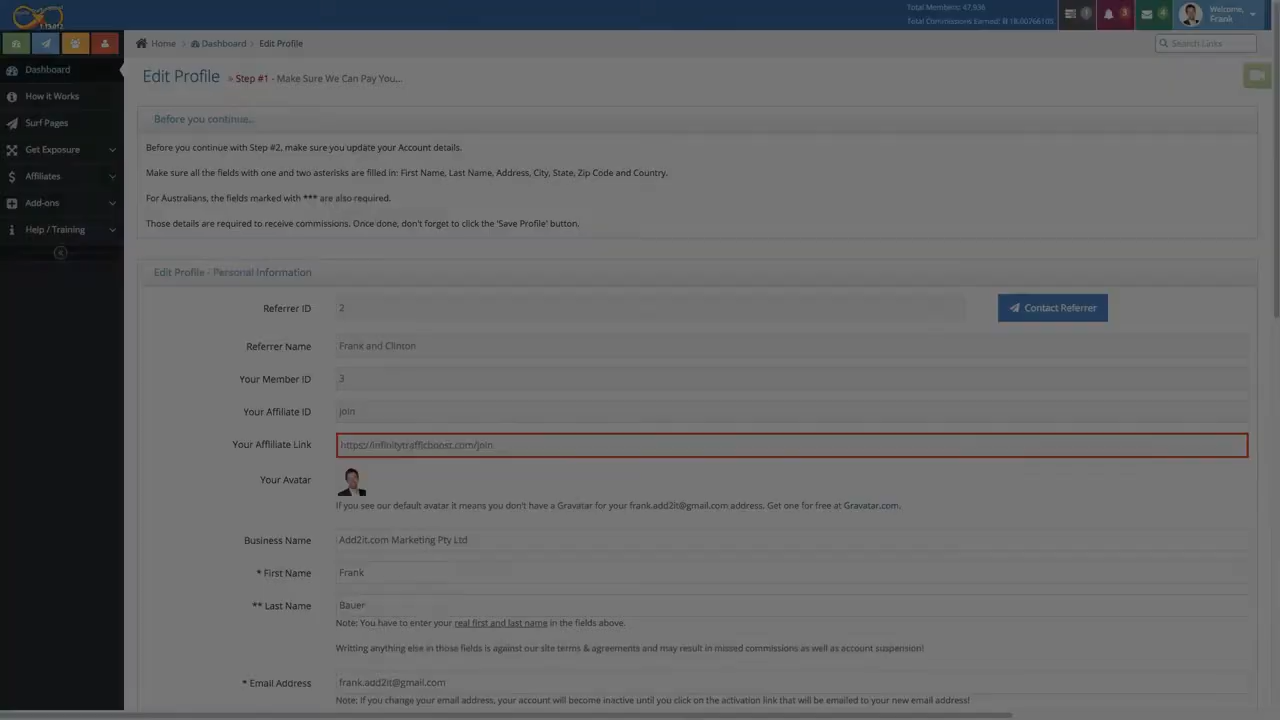 Total Members: 47,936
Total Commissions Earned: 18.00766105
1
3
4
Welcome,
Frank
Home
Dashboard
Edit Profile
Search Links
Dashboard
How it Works
Surf Pages
Get Exposure
Affiliates
Add-ons
Help / Training
Edit Profile » Step #1 - Make Sure We Can Pay You...
Before you continue...
Before you continue with Step #2, make sure you update your Account details.
Make sure all the fields with one and two asterisks are filled in: First Name, Last Name, Address, City, State, Zip Code and Country.
For Australians, the fields marked with *** are also required.
Those details are required to receive commissions. Once done, don't forget to click the 'Save Profile' button.
Edit Profile - Personal Information
Referrer ID 2 Contact Referrer
Referrer Name Frank and Clinton
Your Member ID 3
Your Affiliate ID join
Your Affiliate Link https://infinitytrafficboost.com/join
Your Avatar
If you see our default avatar it means you don't have a Gravatar for your frank.add2it@gmail.com address. Get one for free at Gravatar.com.
Business Name Add2it.com Marketing Pty Ltd
* First Name Frank
** Last Name Bauer
Note: You have to enter your real first and last name in the fields above.
Writting anything else in those fields is against our site terms & agreements and may result in missed commissions as well as account suspension!
* Email Address frank.add2it@gmail.com
Note: If you change your email address, your account will become inactive until you click on the activation link that will be emailed to your new email address!